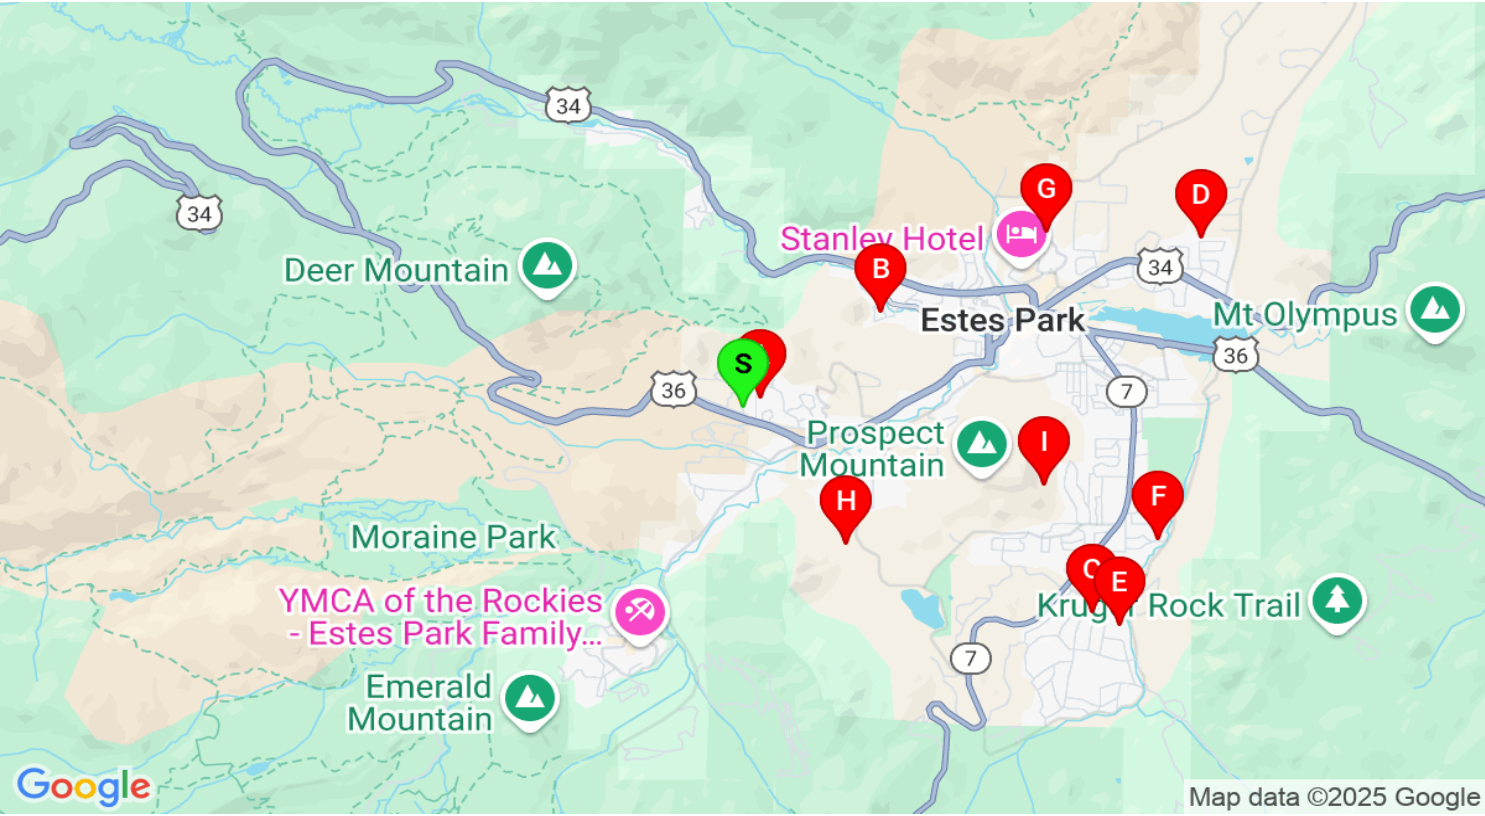 34
34
G
D
Stanley Hotel
34
B
Deer Mountain
Estes Park
Mt Olympus
36
S
36
7
Prospect
Mountain
I
H
F
Moraine Park
C
E
YMCA of the Rockies
- Estes Park Family...
Rock Trail
7
Emerald
Mountain
Google
Map data ©2025 Google